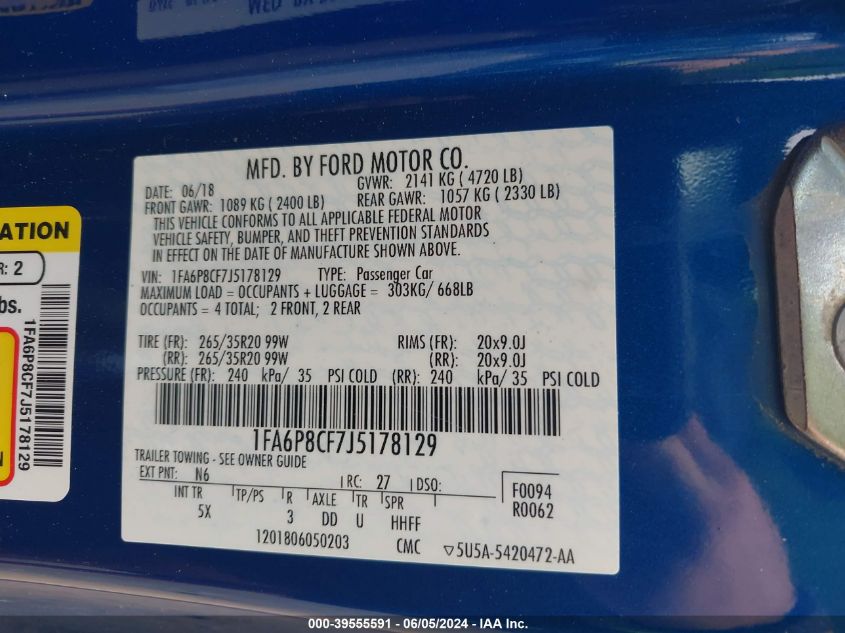 MFD. BY FORD MOTOR CO.
DATE: 06/18 GVWR: 2141 KG ( 4720 LB)
FRONT GAWR: 1089 KG ( 2400 LB) REAR GAWR: 1057 KG ( 2330 LB)
THIS VEHICLE CONFORMS TO ALL APPLICABLE FEDERAL MOTOR
VEHICLE SAFETY, BUMPER, AND THEFT PREVENTION STANDARDS
IN EFFECT ON THE DATE OF MANUFACTURE SHOWN ABOVE.
VIN: 1FA6P8CF7J5178129 TYPE: Passenger Car
MAXIMUM LOAD = OCCUPANTS + LUGGAGE = 303KG/ 668LB
OCCUPANTS = 4 TOTAL; 2 FRONT, 2 REAR
TIRE (FR): 265/35R20 99W RIMS (FR): 20x9.0J
(RR): 265/35R20 99W (RR): 20x9.0J
PRESSURE (FR): 240 kPa/ 35 PSI COLD (RR): 240 kPa/ 35 PSI COLD
1FA6P8CF7J5178129
TRAILER TOWING - SEE OWNER GUIDE
EXT PNT: N6 RC: 27 DSO: F0094
INT TR TP/PS R AXLE TR SPR R0062
5X 3 DD U HHFF
1201806050203 CMC ▽5U5A-5420472-AA
ATION
R: 2
bs.
1FA6P8CF7J5178129
N
000-39555591 - 06/05/2024 - IAA Inc.